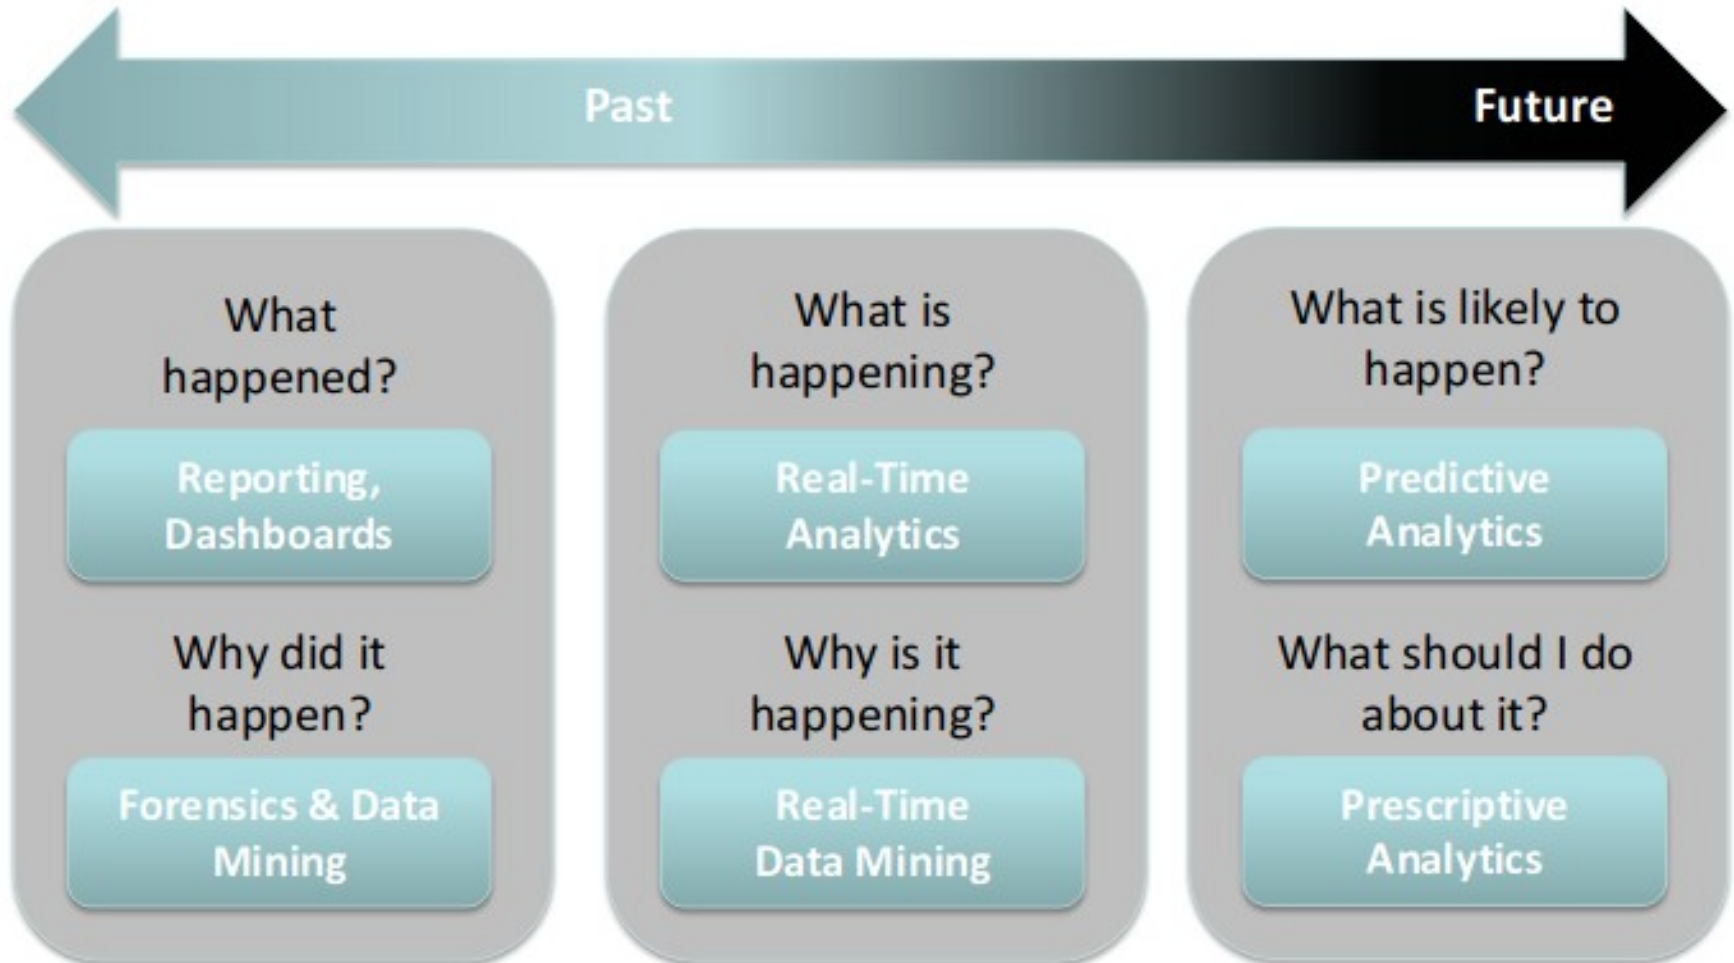 Past
Future
What
happened?
Reporting,
Dashboards
Why did it
happen?
Forensics & Data
Mining
What is
happening?
Real-Time
Analytics
Why is it
happening?
Real-Time
Data Mining
What is likely to
happen?
Predictive
Analytics
What should I do
about it?
Prescriptive
Analytics